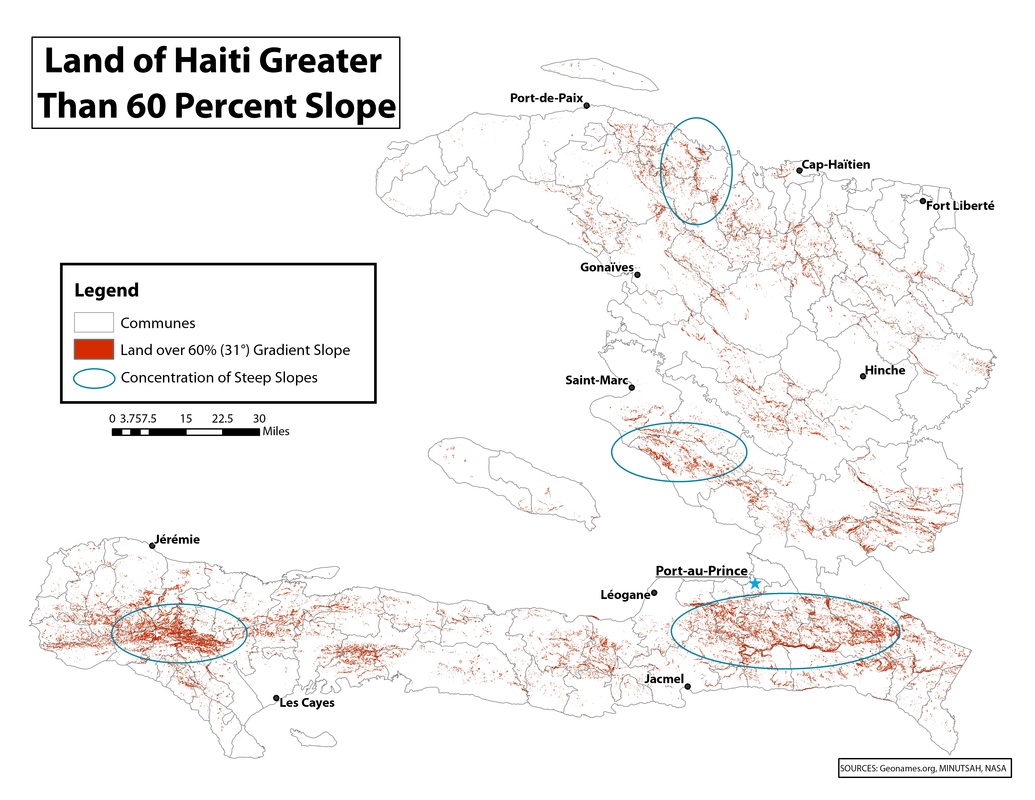 Land of Haiti Greater
Than 60 Percent Slope
Port-de-Paix
Cap-Haïtien
Fort Liberté
Gonaïves
Legend
Communes
Land over 60% (31°) Gradient Slope
Concentration of Steep Slopes
Hinche
Saint-Marc
0 3.75 7.5 15 22.5 30
Miles
Jérémie
Port-au-Prince
Léogane
Jacmel
Les Cayes
SOURCES: Geonames.org, MINUTSAH, NASA